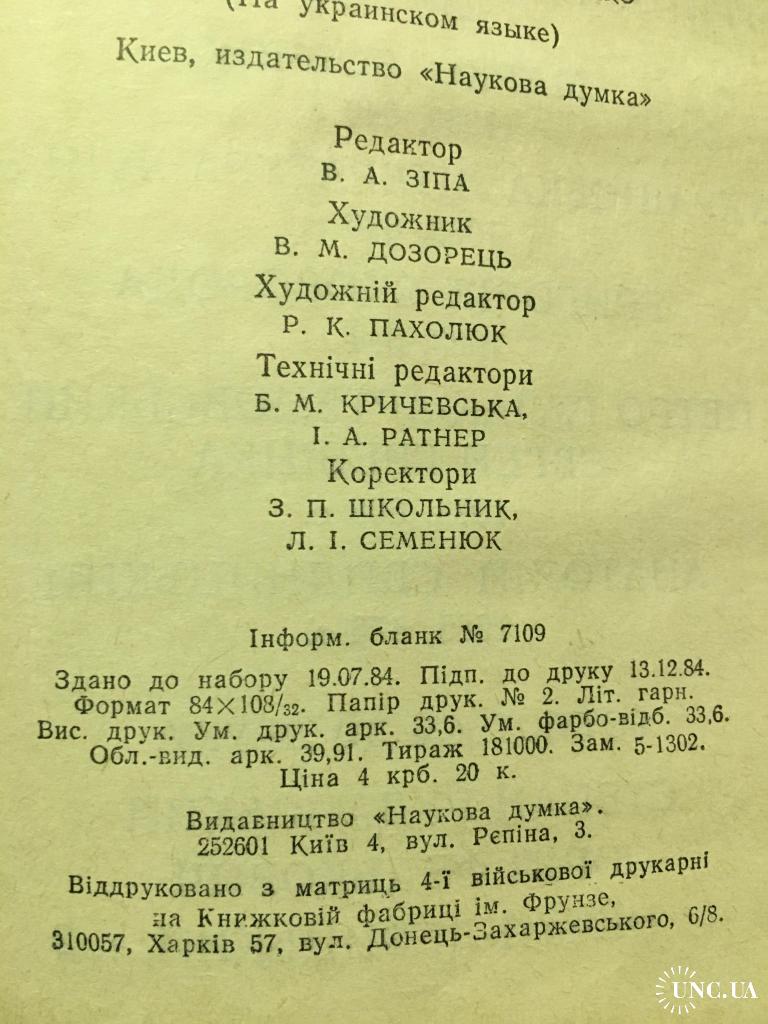 (На украинском языке)
Киев, издательство «Наукова думка»
Редактор
В. А. ЗІПА
Художник
В. М. ДОЗОРЕЦЬ
Художній редактор
Р. К. ПАХОЛЮК
Технічні редактори
Б. М. КРИЧЕВСЬКА,
І. А. РАТНЕР
Коректори
З. П. ШКОЛЬНИК,
Л. І. СЕМЕНЮК
Інформ. бланк № 7109
Здано до набору 19.07.84. Підп. до друку 13.12.84.
Формат 84×108/32. Папір друк. № 2. Літ. гарн.
Вис. друк. Ум. друк. арк. 33,6. Ум. фарбо-відб. 33,6.
Обл.-вид. арк. 39,91. Тираж 181000. Зам. 5-1302.
Ціна 4 крб. 20 к.
Видавництво «Наукова думка».
252601 Київ 4, вул. Рєпіна, 3.
Віддруковано з матриць 4-ї військової друкарні
на Книжковій фабриці ім. Фрунзе,
310057, Харків 57, вул. Донець-Захаржевського, 6/8.
UNC.UA